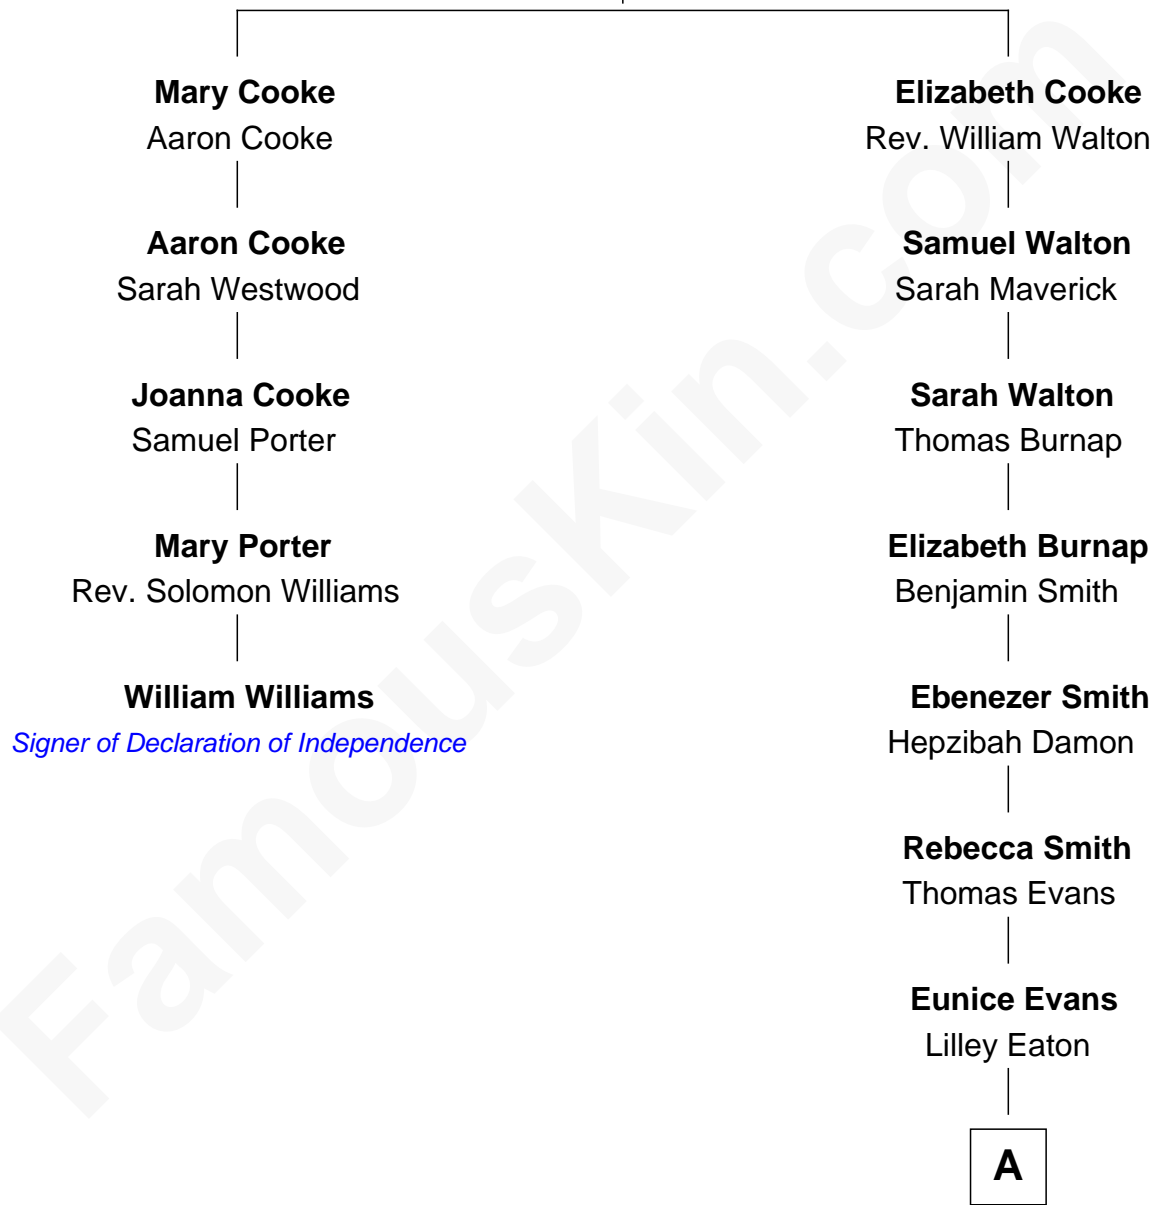 Mary Cooke
Aaron Cooke
Aaron Cooke
Sarah Westwood
Joanna Cooke
Samuel Porter
Mary Porter
Rev. Solomon Williams
William Williams
Signer of Declaration of Independence
Elizabeth Cooke
Rev. William Walton
Samuel Walton
Sarah Maverick
Sarah Walton
Thomas Burnap
Elizabeth Burnap
Benjamin Smith
Ebenezer Smith
Hepzibah Damon
Rebecca Smith
Thomas Evans
Eunice Evans
Lilley Eaton
A
FamousKin.com